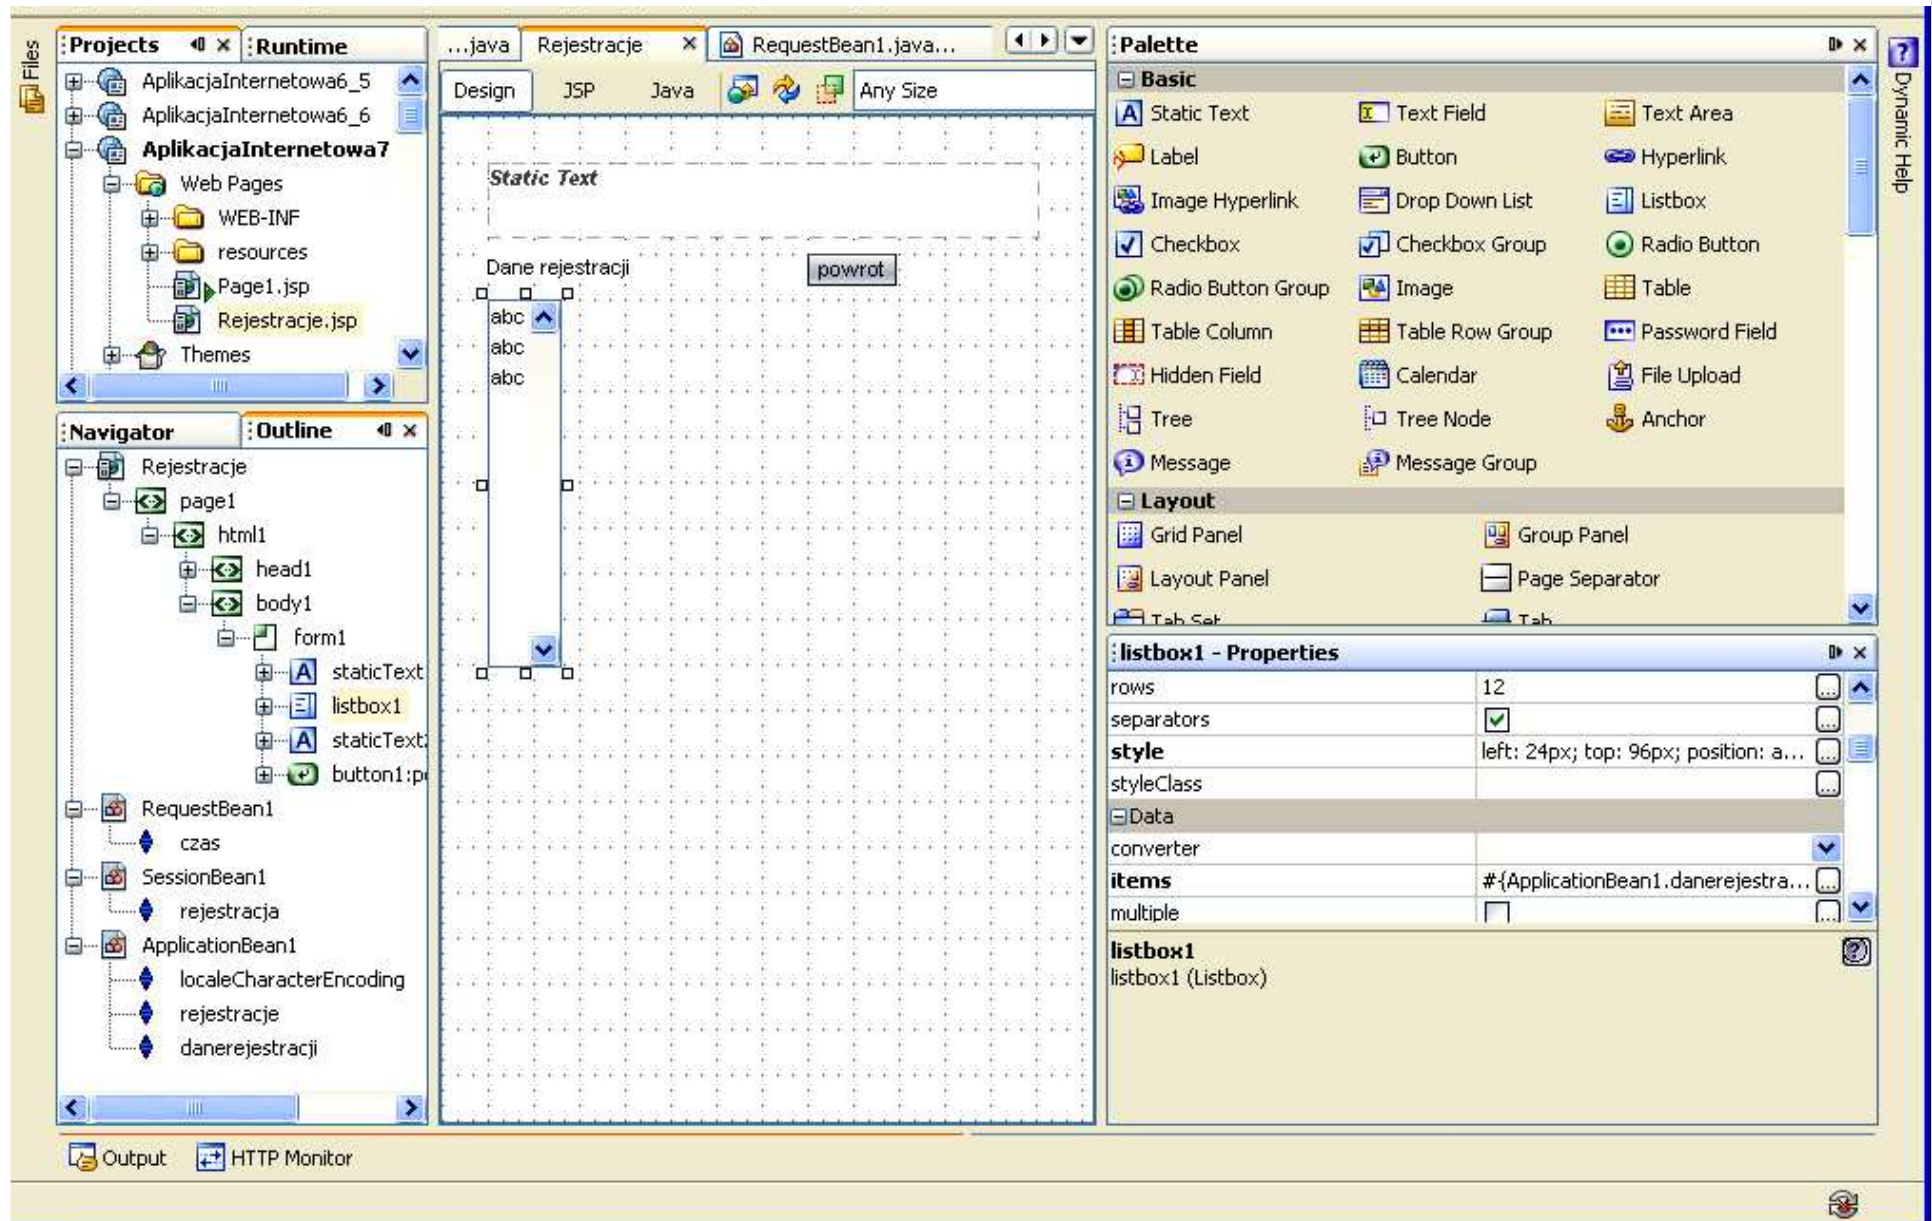 Files
Projects
Runtime
AplikacjaInternetowa6_5
AplikacjaInternetowa6_6
AplikacjaInternetowa7
Web Pages
WEB-INF
resources
Page1.jsp
Rejestracje.jsp
Themes
Navigator
Outline
Rejestracje
page1
html1
head1
body1
form1
staticText
listbox1
staticText
button1:p
RequestBean1
czas
SessionBean1
rejestracja
ApplicationBean1
localeCharacterEncoding
rejestracje
danerejestracji
...java
Rejestracje
RequestBean1.java...
Design
JSP
Java
Any Size
Static Text
Dane rejestracji
powrot
abc
abc
abc
Palette
Basic
Static Text
Text Field
Text Area
Label
Button
Hyperlink
Image Hyperlink
Drop Down List
Listbox
Checkbox
Checkbox Group
Radio Button
Radio Button Group
Image
Table
Table Column
Table Row Group
Password Field
Hidden Field
Calendar
File Upload
Tree
Tree Node
Anchor
Message
Message Group
Layout
Grid Panel
Group Panel
Layout Panel
Page Separator
Tab Set
Tab
listbox1 - Properties
rows 12
separators
style left: 24px; top: 96px; position: a... ...
styleClass ...
Data
converter
items #{ApplicationBean1.danerejestra... ...
multiple ...
listbox1
listbox1 (Listbox)
Dynamic Help
Output
HTTP Monitor